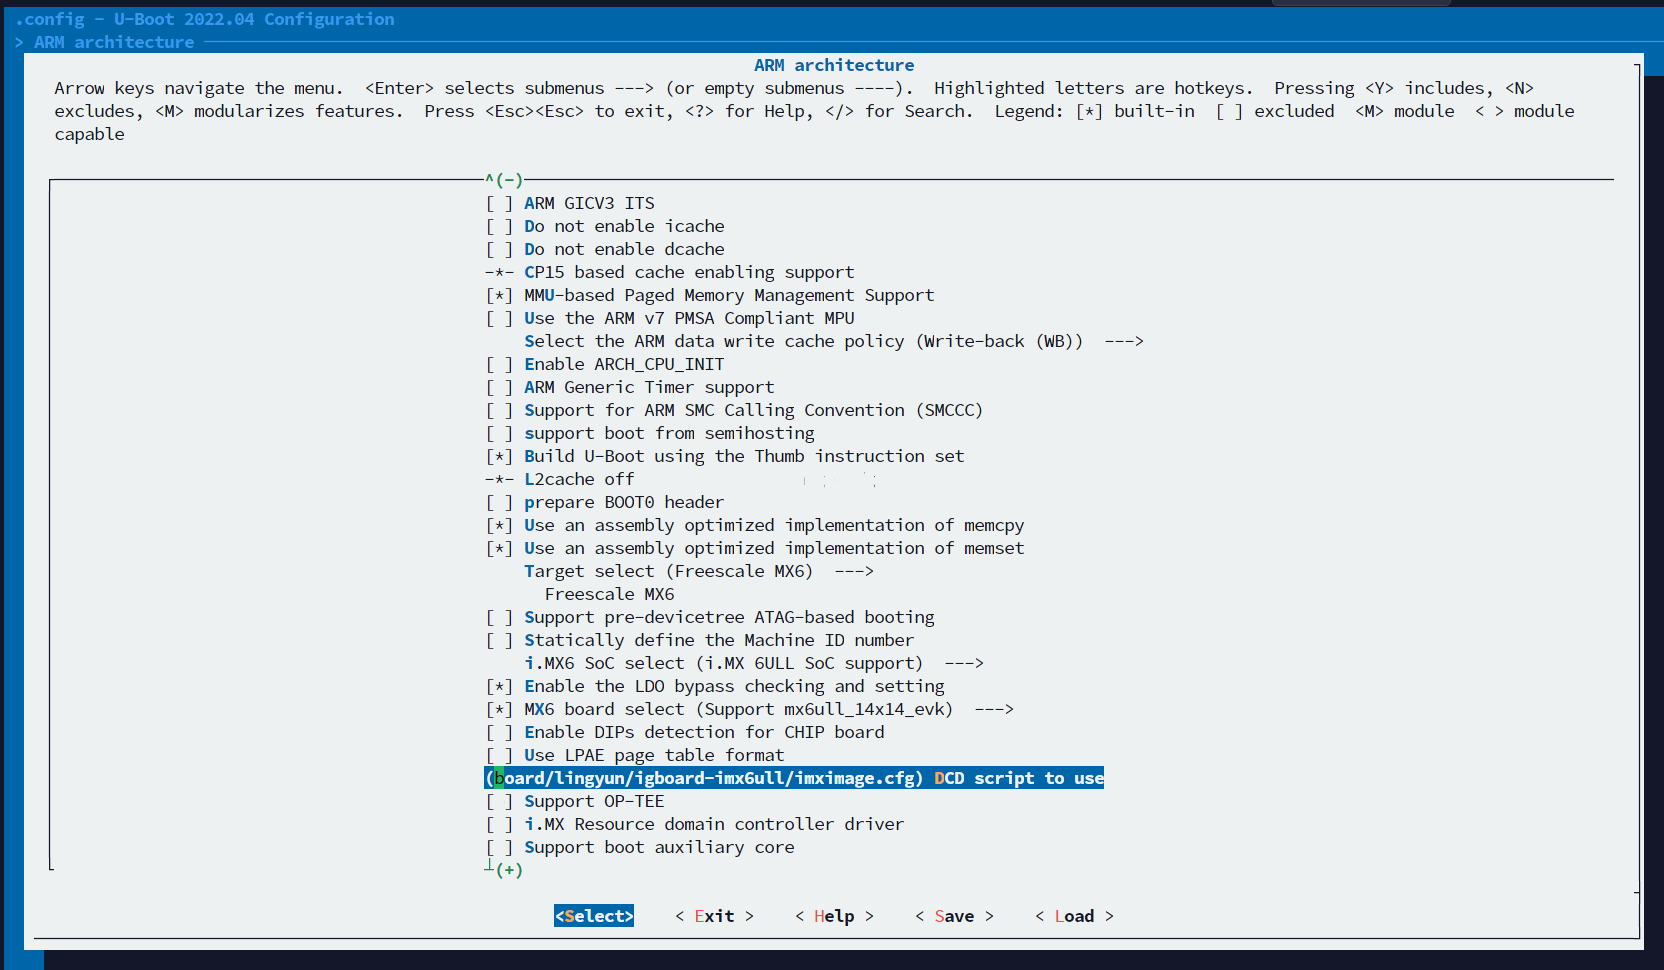 .config - U-Boot 2022.04 Configuration
> ARM architecture
ARM architecture
Arrow keys navigate the menu.  <Enter> selects submenus ---> (or empty submenus ----).  Highlighted letters are hotkeys.  Pressing <Y> includes, <N>
excludes, <M> modularizes features.  Press <Esc><Esc> to exit, <?> for Help, </> for Search.  Legend: [*] built-in  [ ] excluded  <M> module  < > module
capable
^(-)
[ ] ARM GICV3 ITS
[ ] Do not enable icache
[ ] Do not enable dcache
-*- CP15 based cache enabling support
[*] MMU-based Paged Memory Management Support
[ ] Use the ARM v7 PMSA Compliant MPU
Select the ARM data write cache policy (Write-back (WB))  --->
[ ] Enable ARCH_CPU_INIT
[ ] ARM Generic Timer support
[ ] Support for ARM SMC Calling Convention (SMCCC)
[ ] support boot from semihosting
[*] Build U-Boot using the Thumb instruction set
-*- L2cache off
[ ] prepare BOOT0 header
[*] Use an assembly optimized implementation of memcpy
[*] Use an assembly optimized implementation of memset
Target select (Freescale MX6)  --->
Freescale MX6
[ ] Support pre-devicetree ATAG-based booting
[ ] Statically define the Machine ID number
i.MX6 SoC select (i.MX 6ULL SoC support)  --->
[*] Enable the LDO bypass checking and setting
[*] MX6 board select (Support mx6ull_14x14_evk)  --->
[ ] Enable DIPs detection for CHIP board
[ ] Use LPAE page table format
(board/lingyun/igboard-imx6ull/imximage.cfg) DCD script to use
[ ] Support OP-TEE
[ ] i.MX Resource domain controller driver
[ ] Support boot auxiliary core
┴(+)
<Select>    < Exit >    < Help >    < Save >    < Load >